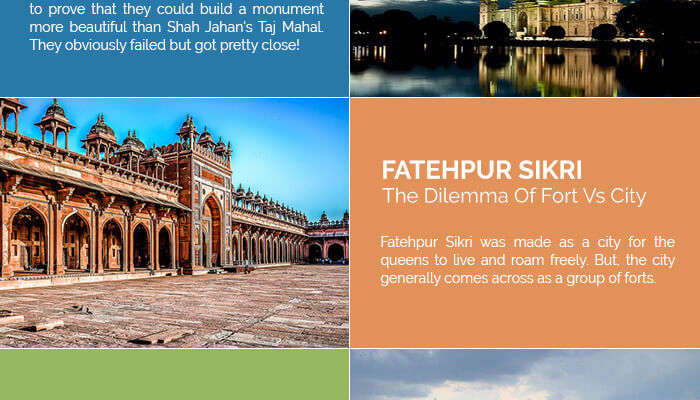 to prove that they could build a monument
more beautiful than Shah Jahan's Taj Mahal.
They obviously failed but got pretty close!
FATEHPUR SIKRI
The Dilemma Of Fort Vs City
Fatehpur Sikri was made as a city for the
queens to live and roam freely. But, the city
generally comes across as a group of forts.